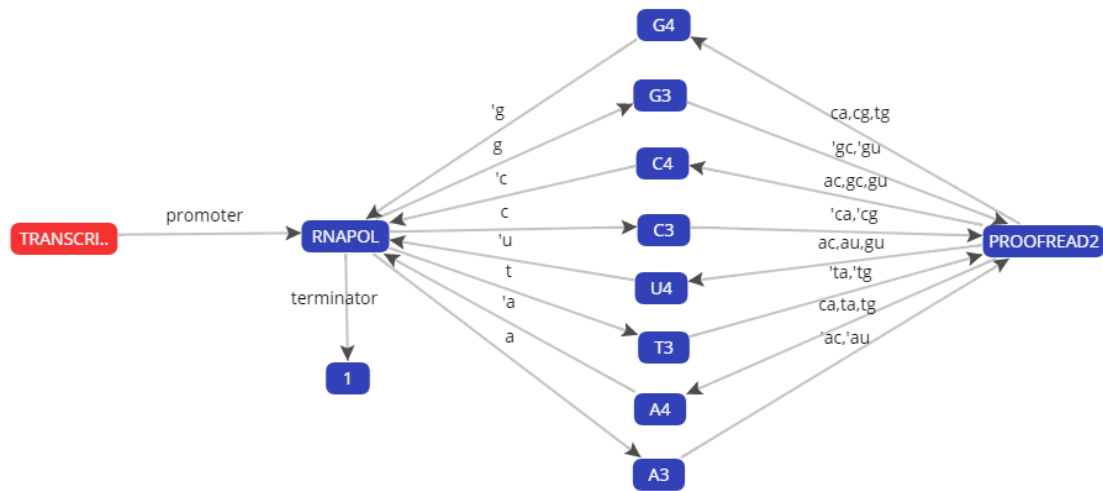 G4
G3
'g
ca,cg,tg
g
'gc,'gu
C4
'c
ac,gc,gu
promoter
c
'ca,'cg
TRANSCRI..
RNAPOL
C3
PROOFREAD2
'u
ac,au,gu
t
'ta,'tg
U4
terminator
'a
ca,ta,tg
a
'ac,'au
T3
1
A4
A3